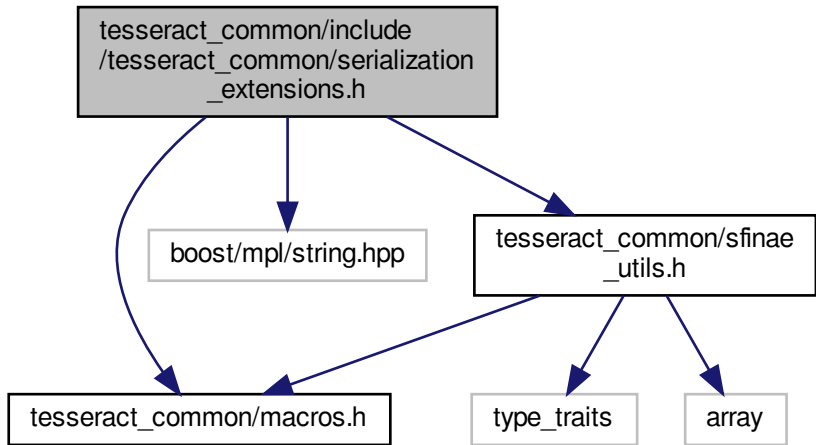 tesseract_common/include
/tesseract_common/serialization
_extensions.h
boost/mpl/string.hpp
tesseract_common/sfinae
_utils.h
tesseract_common/macros.h
type_traits
array